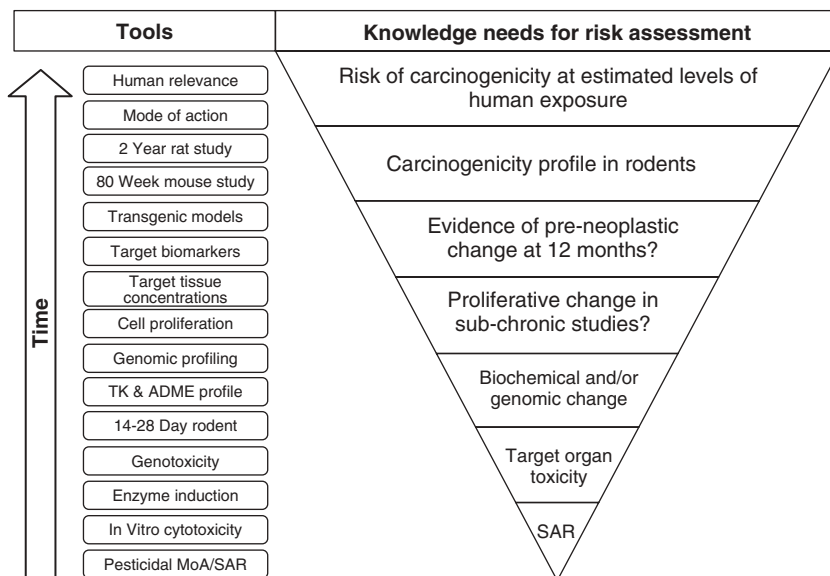 Tools
Knowledge needs for risk assessment
Time
Human relevance
Mode of action
2 Year rat study
80 Week mouse study
Transgenic models
Target biomarkers
Target tissue
concentrations
Cell proliferation
Genomic profiling
TK & ADME profile
14-28 Day rodent
Genotoxicity
Enzyme induction
In Vitro cytotoxicity
Pesticidal MoA/SAR
Risk of carcinogenicity at estimated levels of
human exposure
Carcinogenicity profile in rodents
Evidence of pre-neoplastic
change at 12 months?
Proliferative change in
sub-chronic studies?
Biochemical and/or
genomic change
Target organ
toxicity
SAR